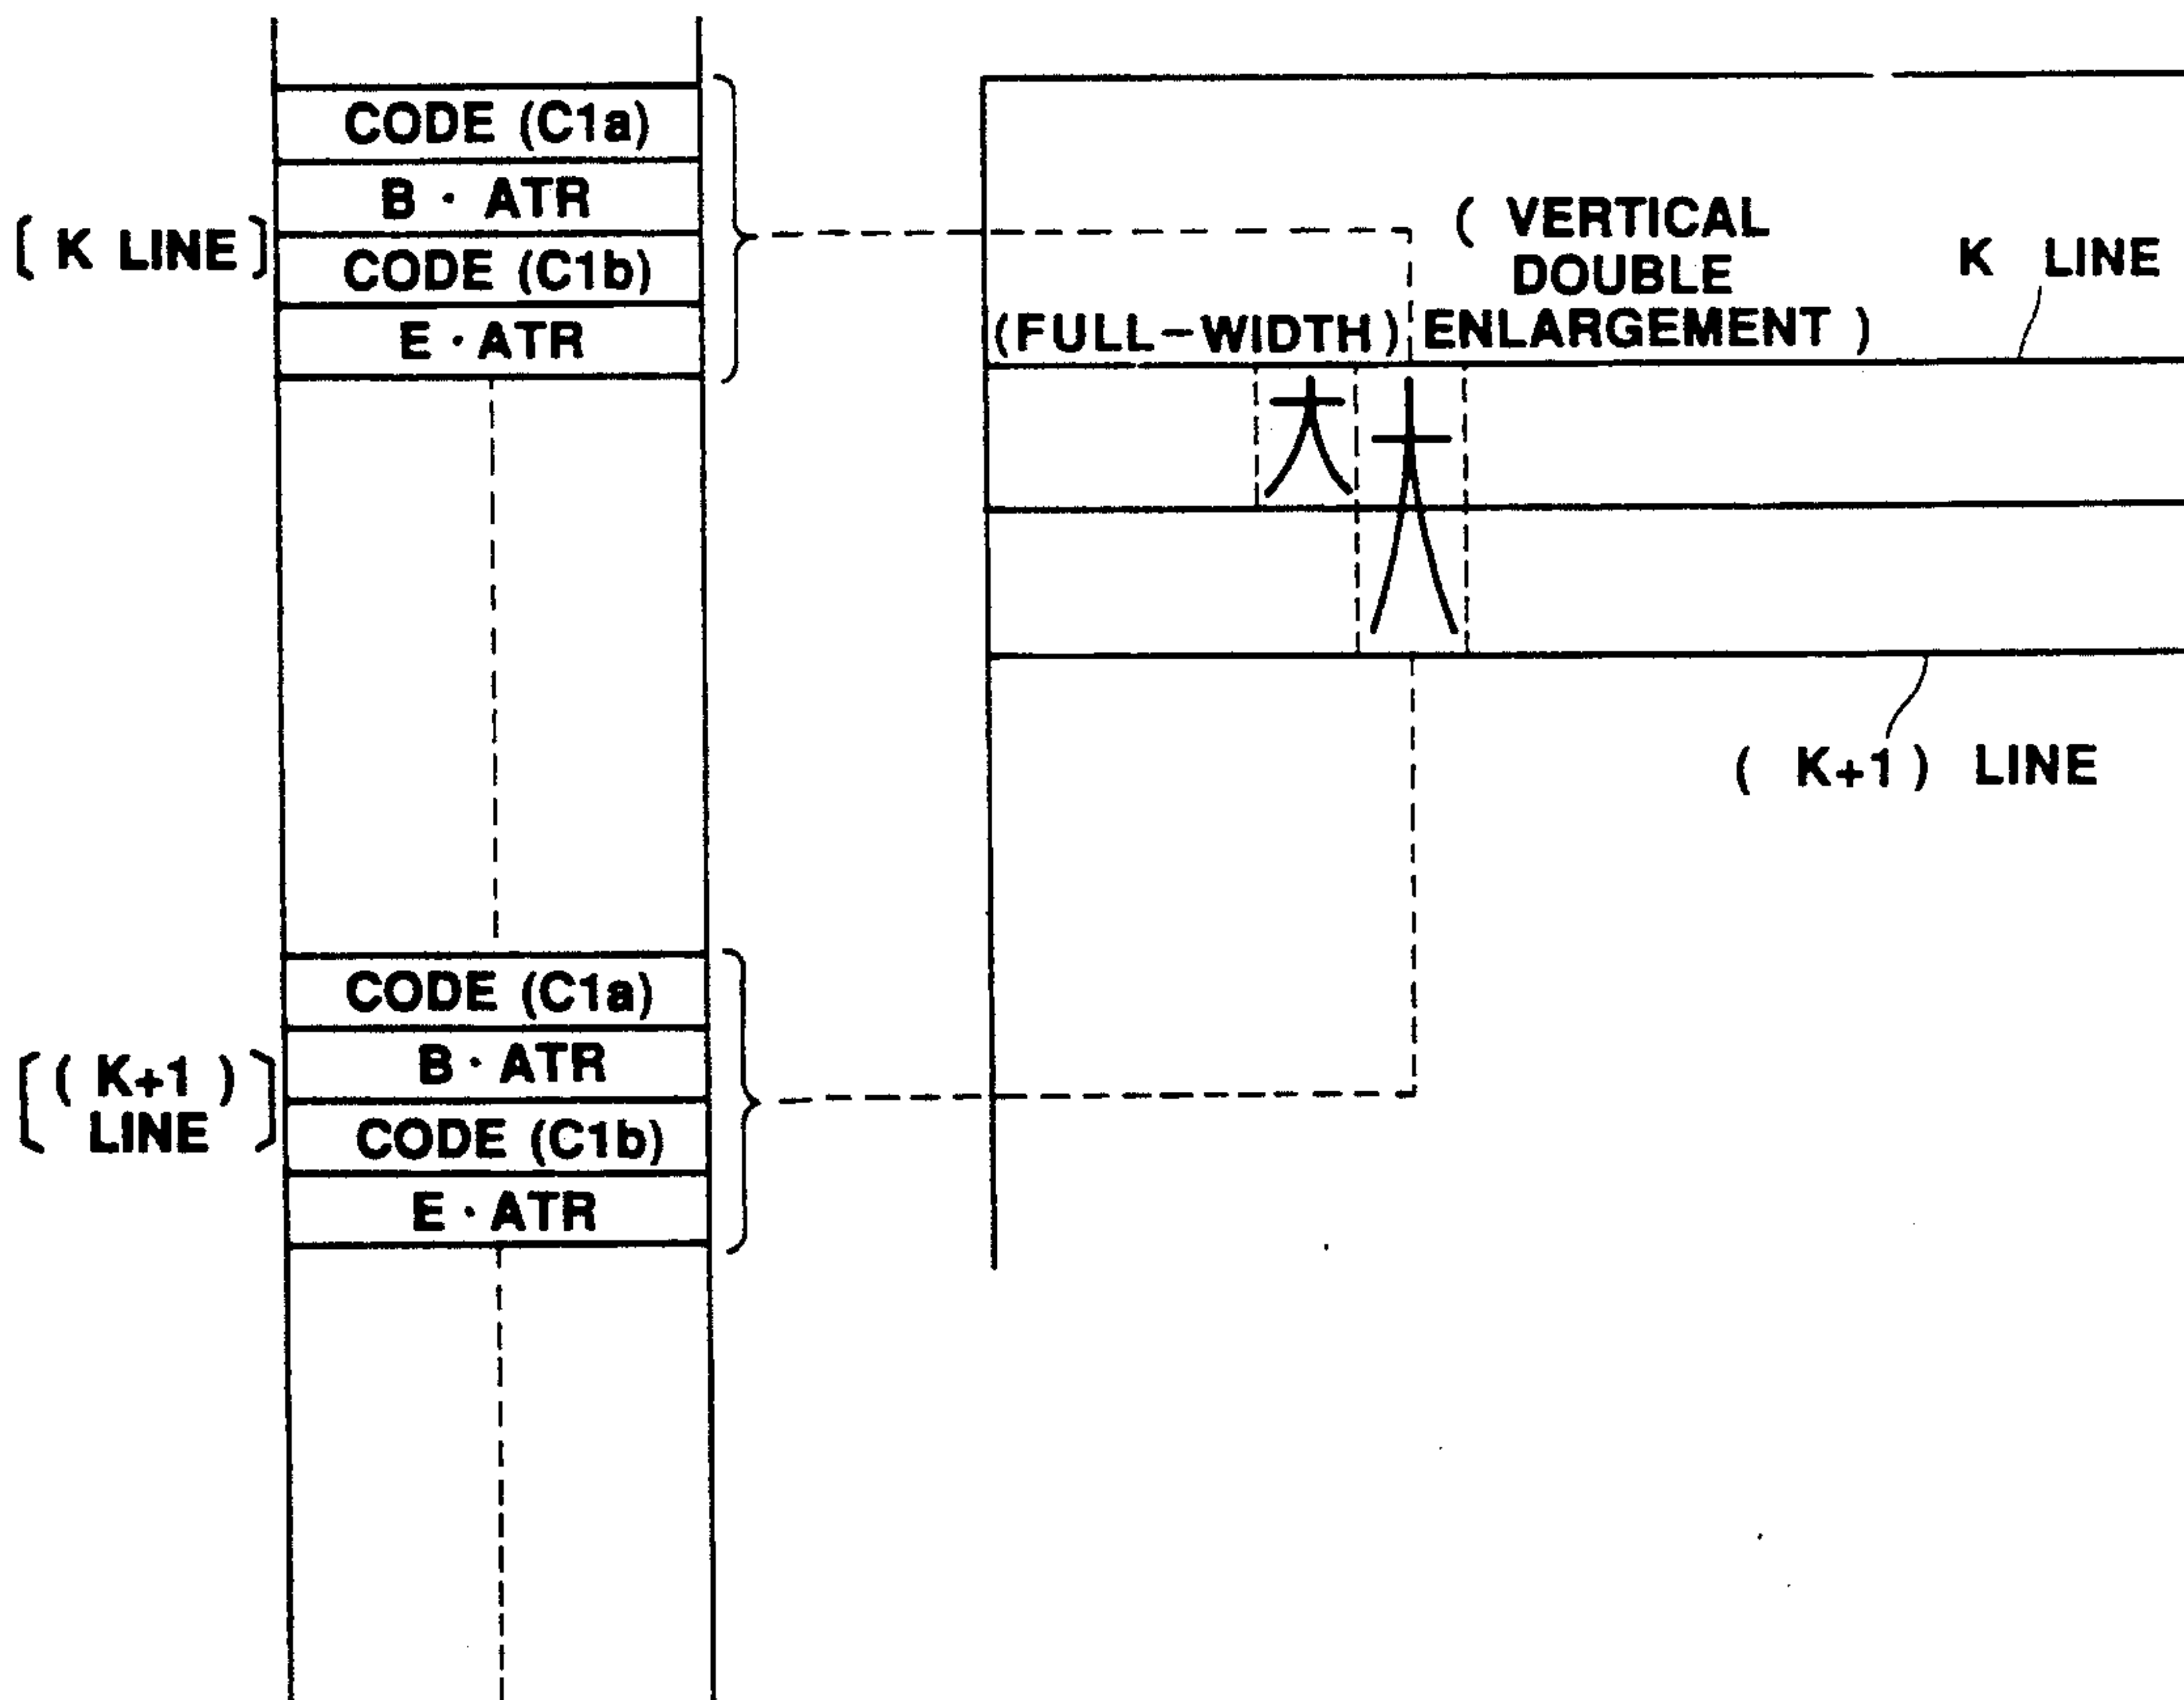 CODE (C1a)
B · ATR
[ K LINE ]
CODE (C1b)
E · ATR
( VERTICAL
DOUBLE
ENLARGEMENT )
(FULL-WIDTH)
K LINE
大
大
( K+1 ) LINE
CODE (C1a)
B · ATR
[ ( K+1 )
LINE ]
CODE (C1b)
E · ATR